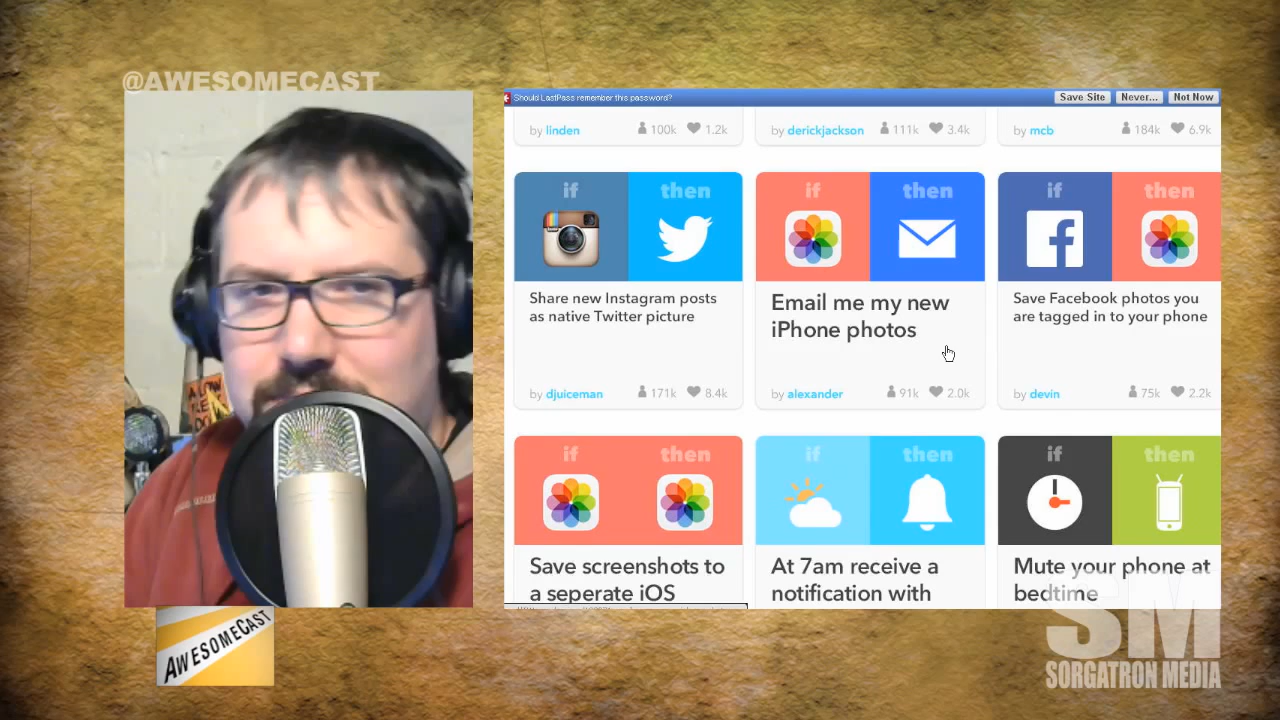 @AWESOMECAST
Should LastPass remember this password?
Save Site
Never...
Not Now
by linden
100k
1.2k
by derickjackson
111k
3.4k
by mcb
184k
6.9k
if
then
Share new Instagram posts
as native Twitter picture
by djuiceman
171k
8.4k
if
then
Email me my new
iPhone photos
by alexander
91k
2.0k
if
then
Save Facebook photos you
are tagged in to your phone
by devin
75k
2.2k
if
then
Save screenshots to
a seperate iOS
if
then
At 7am receive a
notification with
if
then
Mute your phone at
bedtime
AWESOMECAST
SM
SORGATRON MEDIA